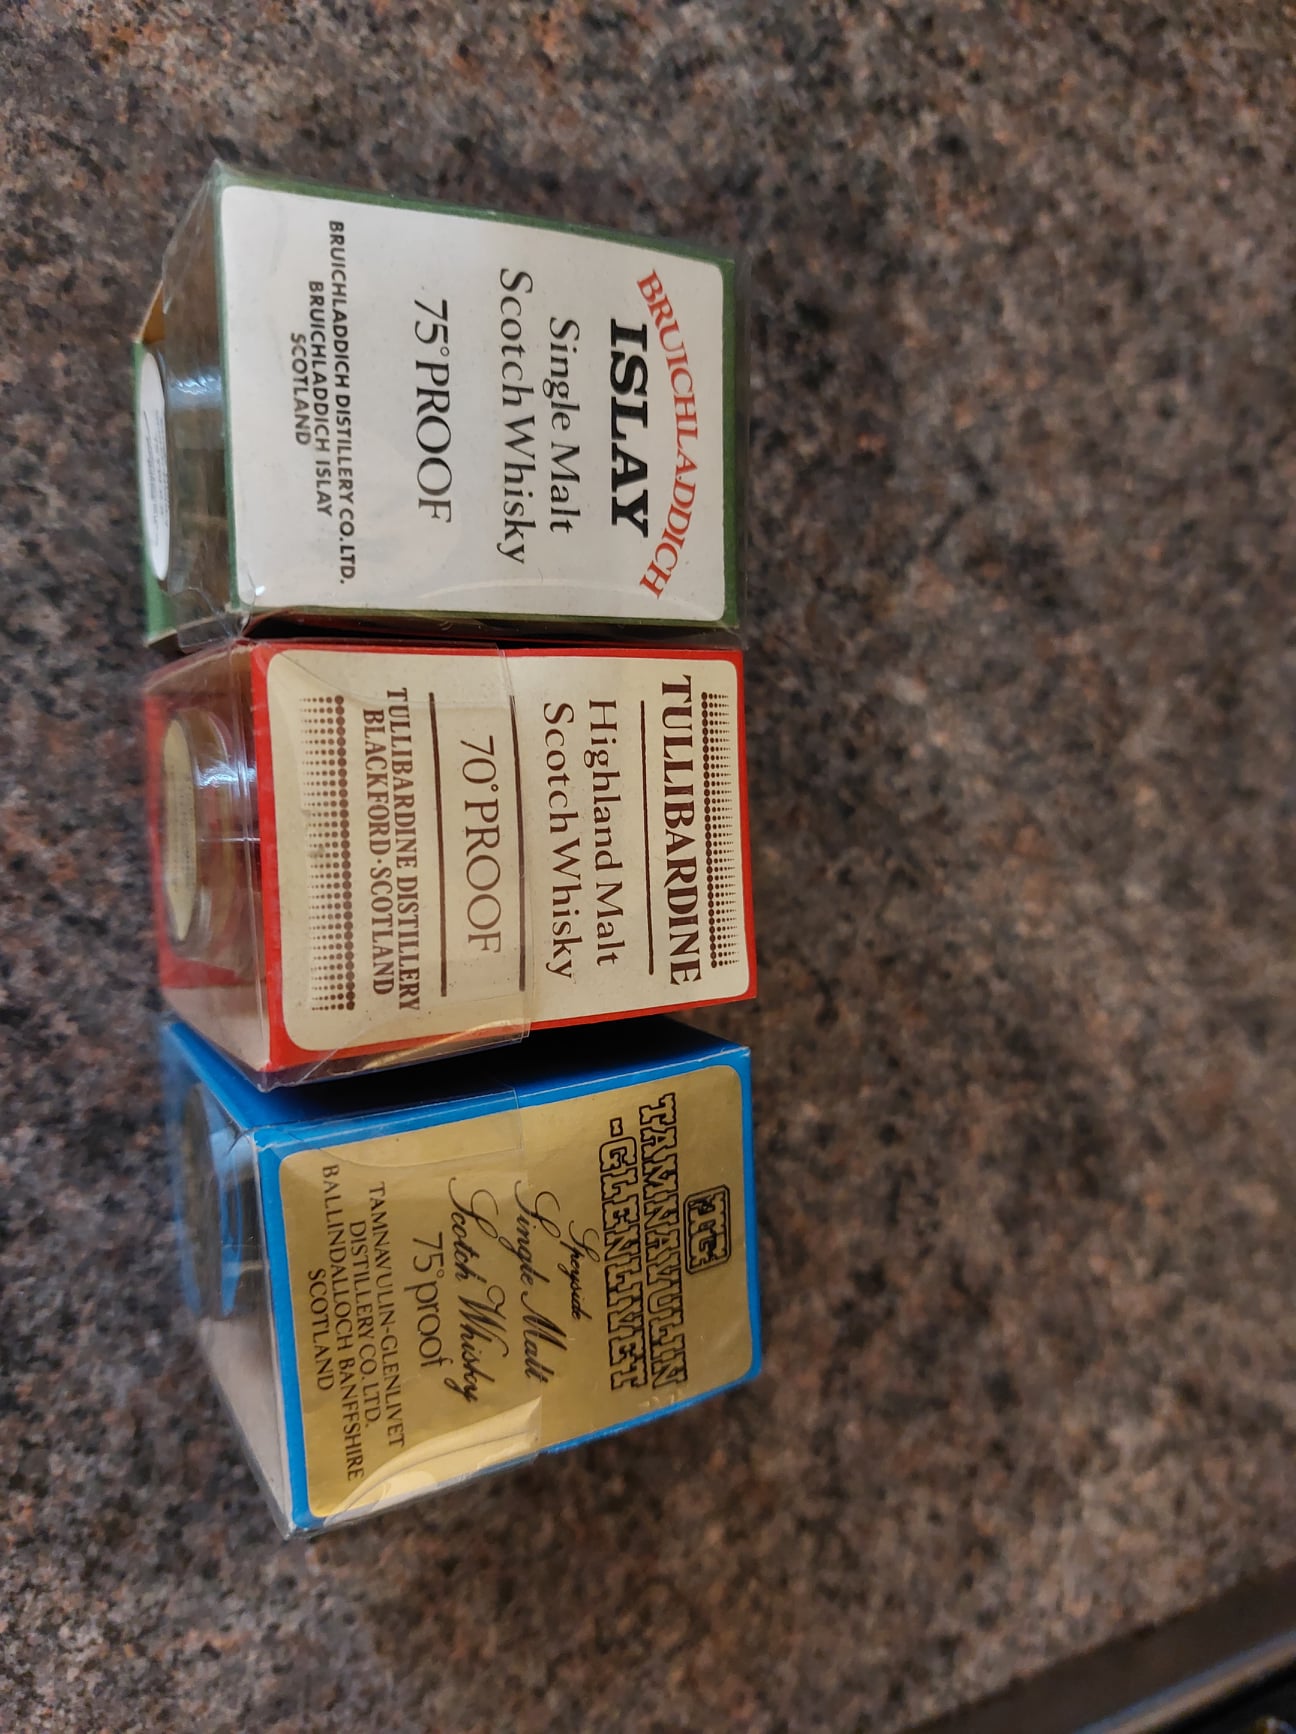 BRUICHLADDICH
ISLAY
Single Malt
Scotch Whisky
75° PROOF
BRUICHLADDICH DISTILLERY CO.LTD.
BRUICHLADDICH ISLAY
SCOTLAND
TULLIBARDINE
Highland Malt
Scotch Whisky
70° PROOF
TULLIBARDINE DISTILLERY
BLACKFORD·SCOTLAND
TAMNAVULIN
-GLENLIVET
Speyside
Single Malt
Scotch Whisky
75° proof
TAMNAVULIN-GLENLIVET
DISTILLERY CO. LTD.
BALLINDALLOCH BANFFSHIRE
SCOTLAND